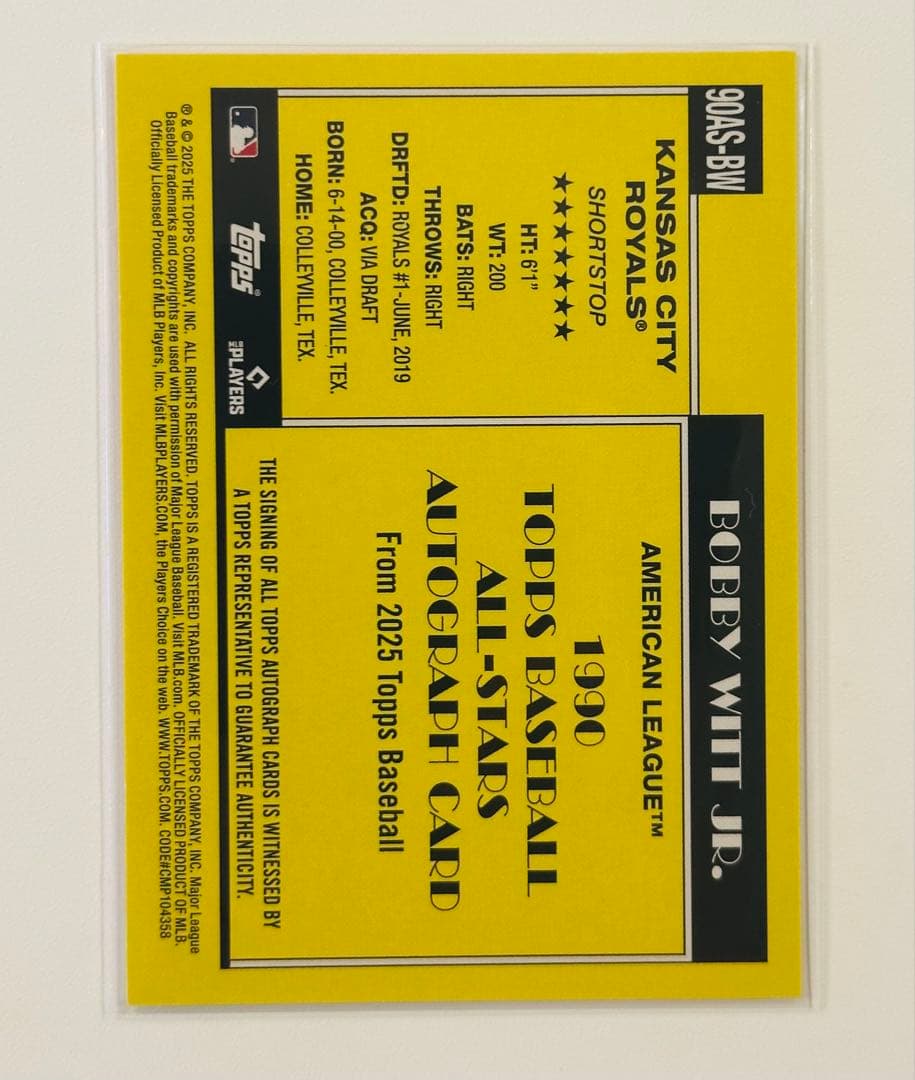 90AS-BW
BOBBY WITT JR.
KANSAS CITY
ROYALS®
SHORTSTOP
★★★★★★★
HT: 6'1"
WT: 200
BATS: RIGHT
THROWS: RIGHT
DRFTD: ROYALS #1-JUNE, 2019
ACQ: VIA DRAFT
BORN: 6-14-00, COLLEYVILLE, TEX.
HOME: COLLEYVILLE, TEX.
AMERICAN LEAGUE™
1990
TOPPS BASEBALL
ALL-STARS
AUTOGRAPH CARD
From 2025 Topps Baseball
THE SIGNING OF ALL TOPPS AUTOGRAPH CARDS IS WITNESSED BY
A TOPPS REPRESENTATIVE TO GUARANTEE AUTHENTICITY.
topps®
MLB PLAYERS
® & © 2025 THE TOPPS COMPANY, INC. ALL RIGHTS RESERVED. TOPPS IS A REGISTERED TRADEMARK OF THE TOPPS COMPANY, INC. Major League
Baseball trademarks and copyrights are used with permission of Major League Baseball. Visit MLB.com. OFFICIALLY LICENSED PRODUCT OF MLB.
Officially Licensed Product of MLB Players, Inc. Visit MLBPLAYERS.COM, the Players Choice on the web. WWW.TOPPS.COM. CODE#CMP104358